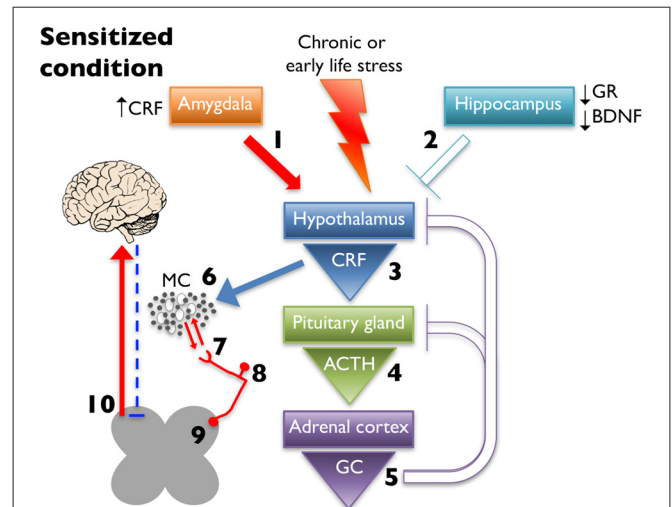 Sensitized
condition
Chronic or
early life stress
↑CRF
Amygdala
Hippocampus
↓GR
↓BDNF
1
2
Hypothalamus
CRF
3
MC
6
Pituitary gland
7
8
ACTH
4
10
9
Adrenal cortex
GC
5